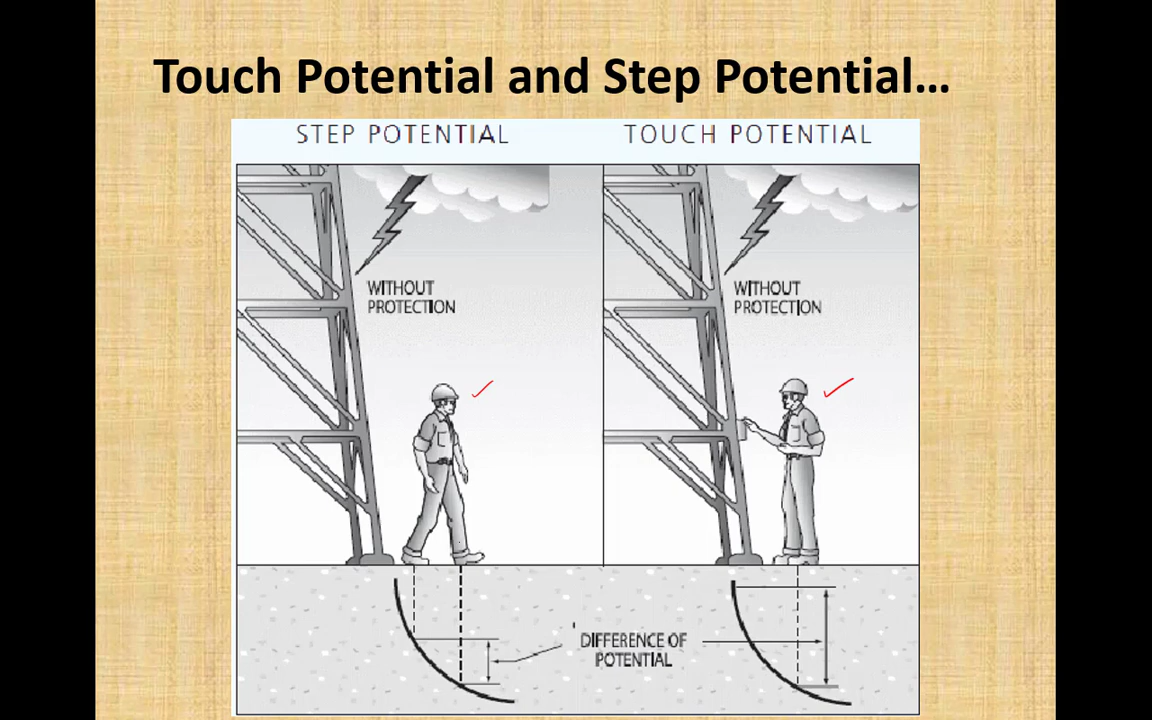 Touch Potential and Step Potential...
STEP POTENTIAL
TOUCH POTENTIAL
WITHOUT
PROTECTION
WITHOUT
PROTECTION
DIFFERENCE OF
POTENTIAL